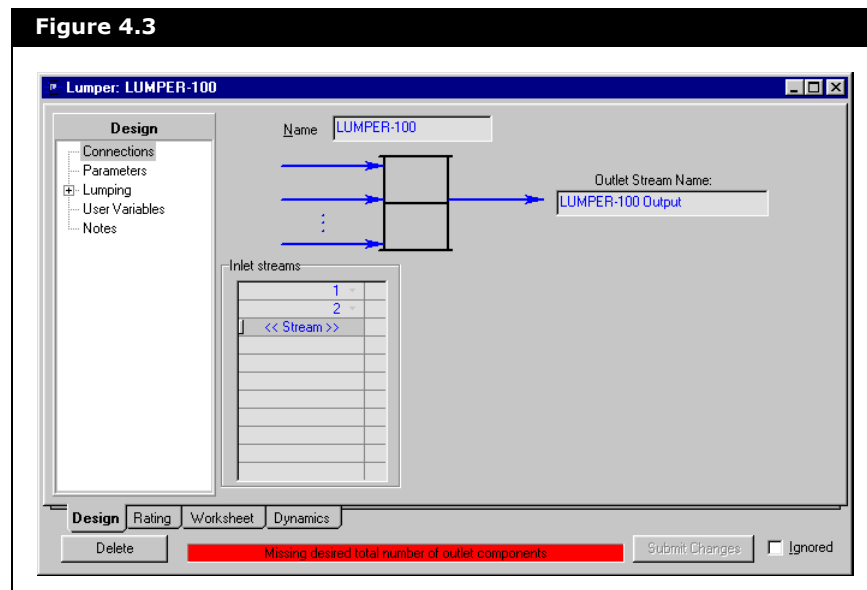 Figure 4.3
Lumper: LUMPER-100
Design
Connections
Parameters
Lumping
User Variables
Notes
Name LUMPER-100
Outlet Stream Name:
LUMPER-100 Output
Inlet streams
1
2
<< Stream >>
Design Rating Worksheet Dynamics
Delete Missing desired total number of outlet components Submit Changes Ignored